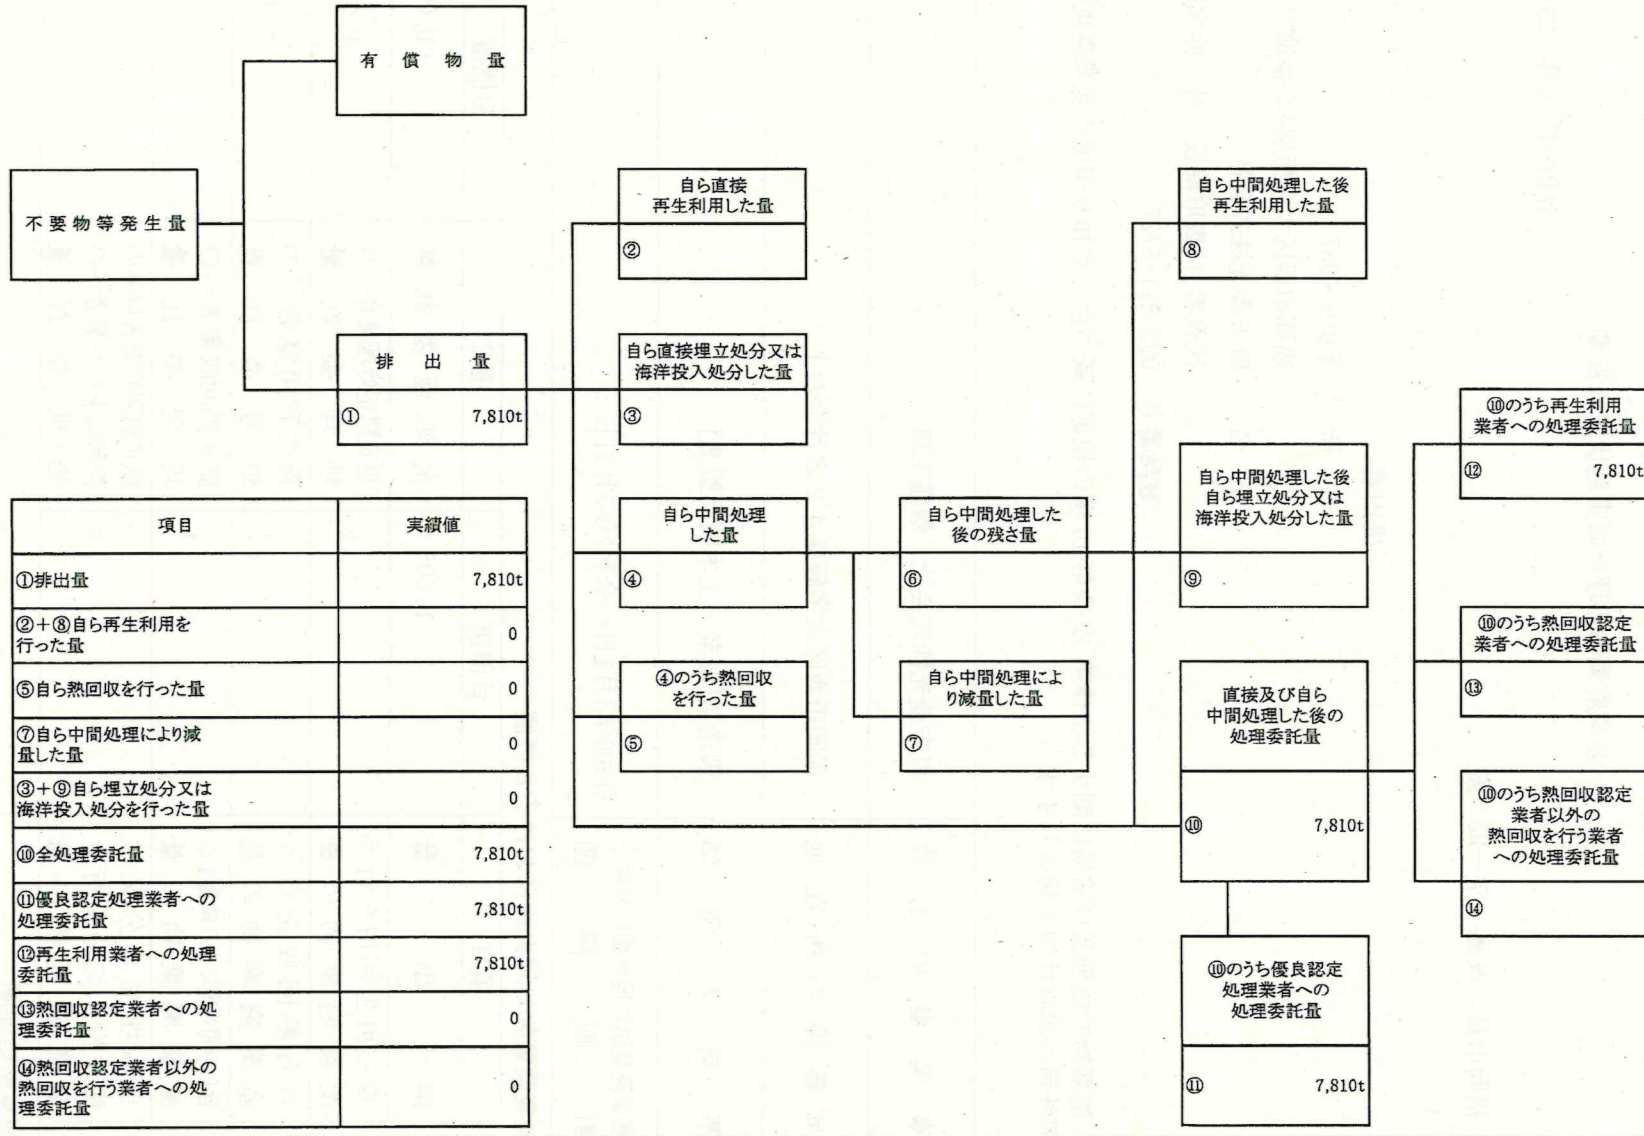 有償物量
不要物等発生量
排出量
① 7,810t
自ら直接
再生利用した量
②
自ら直接埋立処分又は
海洋投入処分した量
③
自ら中間処理
した量
④
④のうち熱回収
を行った量
⑤
自ら中間処理した
後の残さ量
⑥
自ら中間処理によ
り減量した量
⑦
自ら中間処理した後
再生利用した量
⑧
自ら中間処理した後
自ら埋立処分又は
海洋投入処分した量
⑨
直接及び自ら
中間処理した後の
処理委託量
⑩ 7,810t
⑩のうち優良認定
処理業者への
処理委託量
⑪ 7,810t
⑩のうち再生利用
業者への処理委託量
⑫ 7,810t
⑩のうち熱回収認定
業者への処理委託量
⑬
⑩のうち熱回収認定
業者以外の
熱回収を行う業者
への処理委託量
⑭
項目 実績値
①排出量 7,810t
②+⑧自ら再生利用を
行った量 0
⑤自ら熱回収を行った量 0
⑦自ら中間処理により減
量した量 0
③+⑨自ら埋立処分又は
海洋投入処分を行った量 0
⑩全処理委託量 7,810t
⑪優良認定処理業者への
処理委託量 7,810t
⑫再生利用業者への処理
委託量 7,810t
⑬熱回収認定業者への処
理委託量 0
⑭熱回収認定業者以外の
熱回収を行う業者への処
理委託量 0